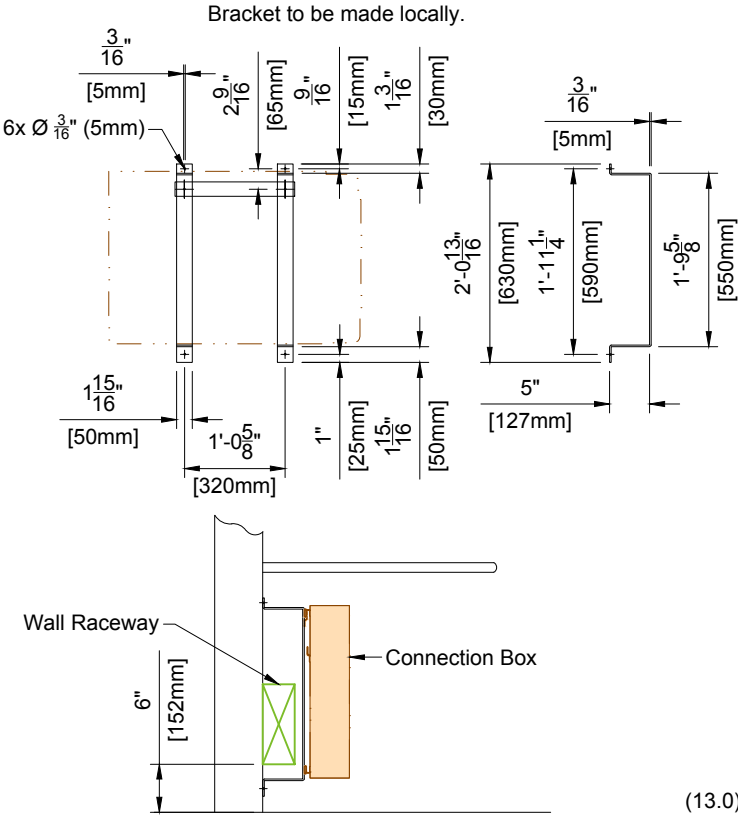 Bracket to be made locally.
3/16"
[5mm]
6x Ø 3/16" (5mm)
2 9/16"
[65mm]
9/16"
[15mm]
1 3/16"
[30mm]
3/16"
[5mm]
2'-0 13/16"
[630mm]
1'-11 1/4"
[590mm]
1'-9 5/8"
[550mm]
1 15/16"
[50mm]
1'-0 5/8"
[320mm]
1"
[25mm]
1 15/16"
[50mm]
5"
[127mm]
Wall Raceway
Connection Box
6"
[152mm]
(13.0)